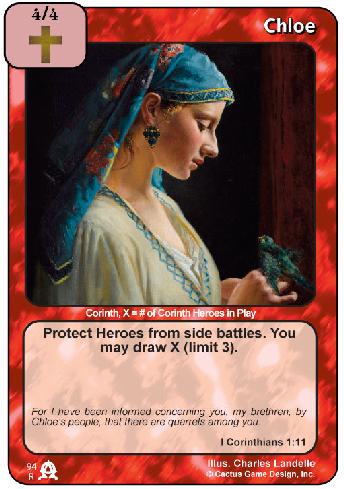 4/4
Chloe
Corinth, X = # of Corinth Heroes in Play
Protect Heroes from side battles. You
may draw X (limit 3).
For I have been informed concerning you, my brethren, by
Chloe's people, that there are quarrels among you.
I Corinthians 1:11
94
R
Illus. Charles Landelle
© Cactus Game Design, Inc.